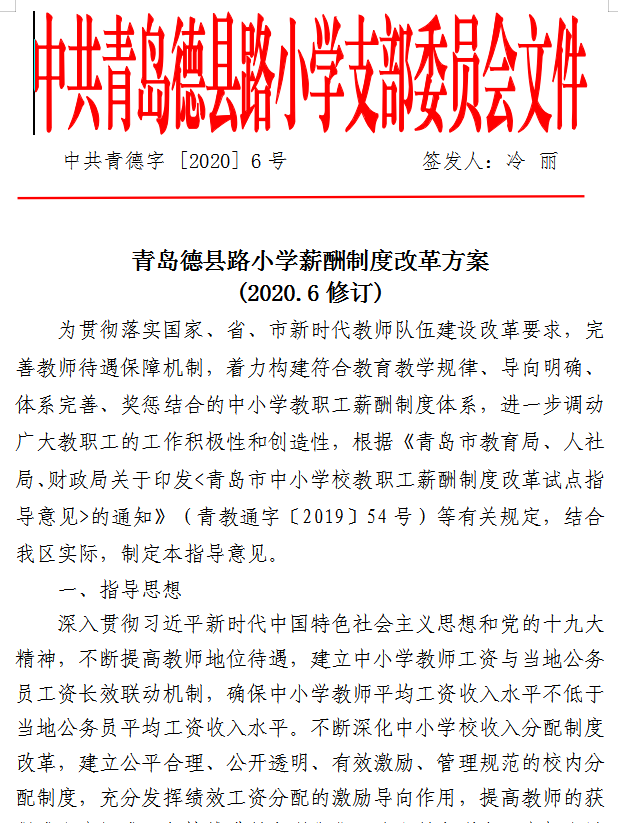 中共青岛德县路小学支部委员会文件
中共青德字［2020］6 号 签发人：冷 丽
青岛德县路小学薪酬制度改革方案
(2020.6 修订)
为贯彻落实国家、省、市新时代教师队伍建设改革要求，完
善教师待遇保障机制，着力构建符合教育教学规律、导向明确、
体系完善、奖惩结合的中小学教职工薪酬制度体系，进一步调动
广大教职工的工作积极性和创造性，根据《青岛市教育局、人社
局、财政局关于印发<青岛市中小学校教职工薪酬制度改革试点指
导意见>的通知》（青教通字〔2019〕54 号）等有关规定，结合
我区实际，制定本指导意见。
一、指导思想
深入贯彻习近平新时代中国特色社会主义思想和党的十九大
精神，不断提高教师地位待遇，建立中小学教师工资与当地公务
员工资长效联动机制，确保中小学教师平均工资收入水平不低于
当地公务员平均工资收入水平。不断深化中小学校收入分配制度
改革，建立公平合理、公开透明、有效激励、管理规范的校内分
配制度，充分发挥绩效工资分配的激励导向作用，提高教师的获